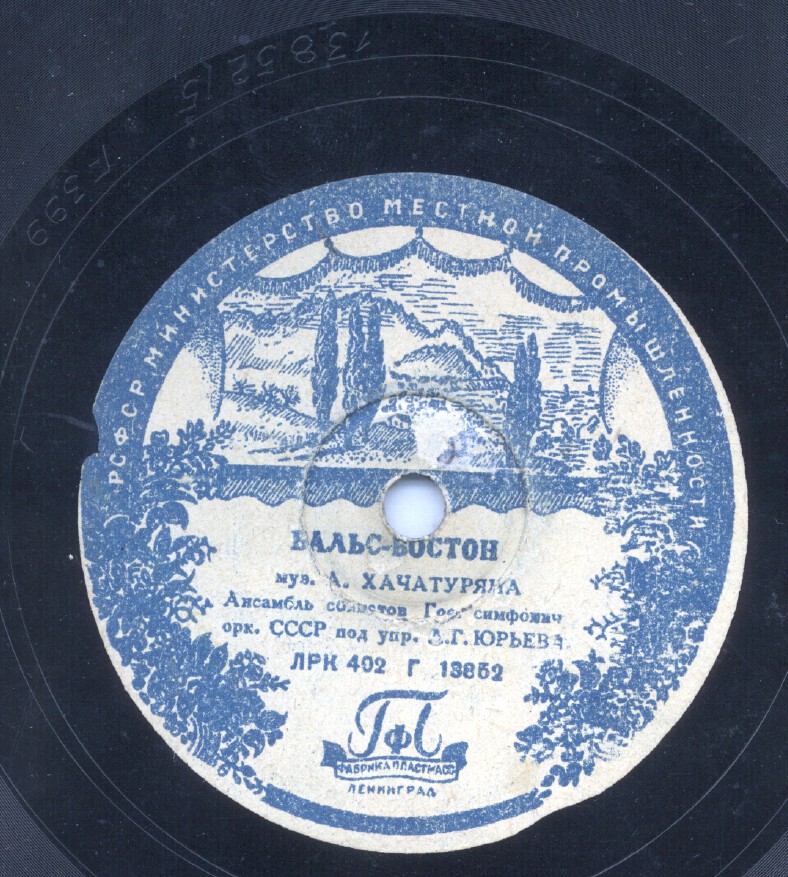 13852/5
Г 399
РСФСР МИНИСТЕРСТВО МЕСТНОЙ ПРОМЫШЛЕННОСТИ
ВАЛЬС-БОСТОН
муз. А. ХАЧАТУРЯНА
Ансамбль солистов Гос. симфонич
орк. СССР под упр. А.Г. ЮРЬЕВА
ЛРК 402 Г 13852
ГФП
ФАБРИКА ПЛАСТМАСС
ЛЕНИНГРАД